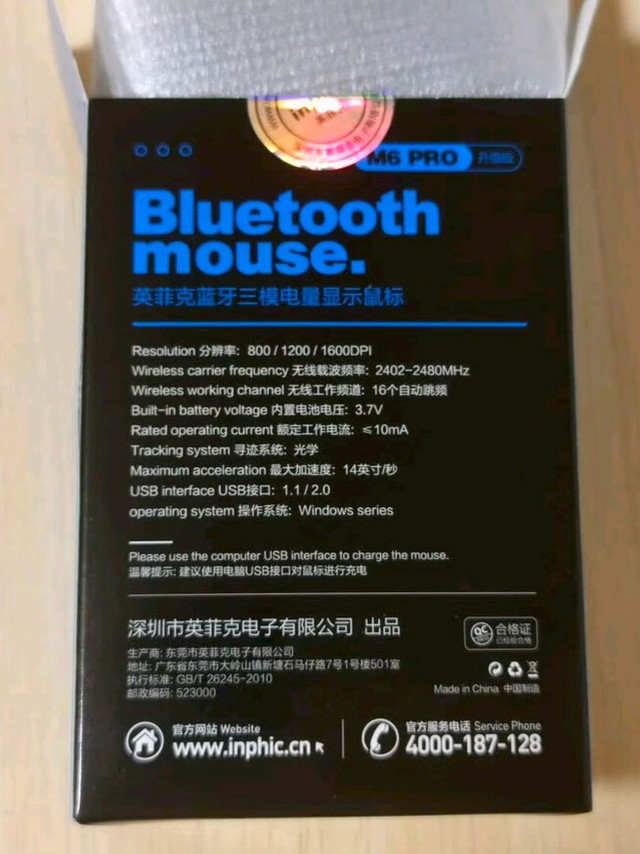 M6 PRO 升级版
Bluetooth
mouse.
英菲克蓝牙三模电量显示鼠标
Resolution 分辨率: 800 / 1200 / 1600DPI
Wireless carrier frequency 无线载波频率: 2402-2480MHz
Wireless working channel 无线工作频道: 16个自动跳频
Built-in battery voltage 内置电池电压: 3.7V
Rated operating current 额定工作电流: ≤10mA
Tracking system 寻迹系统: 光学
Maximum acceleration 最大加速度: 14英寸/秒
USB interface USB接口: 1.1 / 2.0
operating system 操作系统: Windows series
Please use the computer USB interface to charge the mouse.
温馨提示: 建议使用电脑USB接口对鼠标进行充电
深圳市英菲克电子有限公司 出品
生产商: 东莞市英菲克电子有限公司
地址: 广东省东莞市大岭山镇新塘石马仔路7号1号楼501室
执行标准: GB/T 26245-2010
邮政编码: 523000
QC
合格证
已检验合格
Made in China 中国制造
官方网站 Website
www.inphic.cn
官方服务电话 Service Phone
4000-187-128